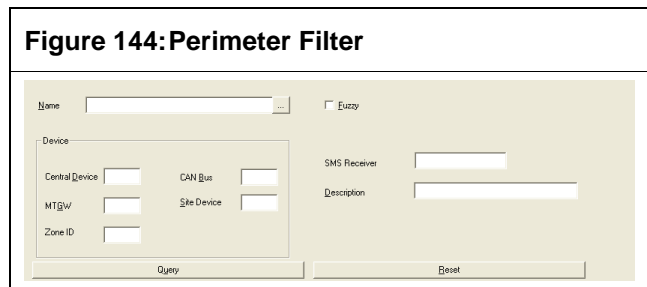 Figure 144:Perimeter Filter
Name ... Fuzzy
Device
Central Device CAN Bus
MTGW Site Device
Zone ID
SMS Receiver
Description
Query Reset